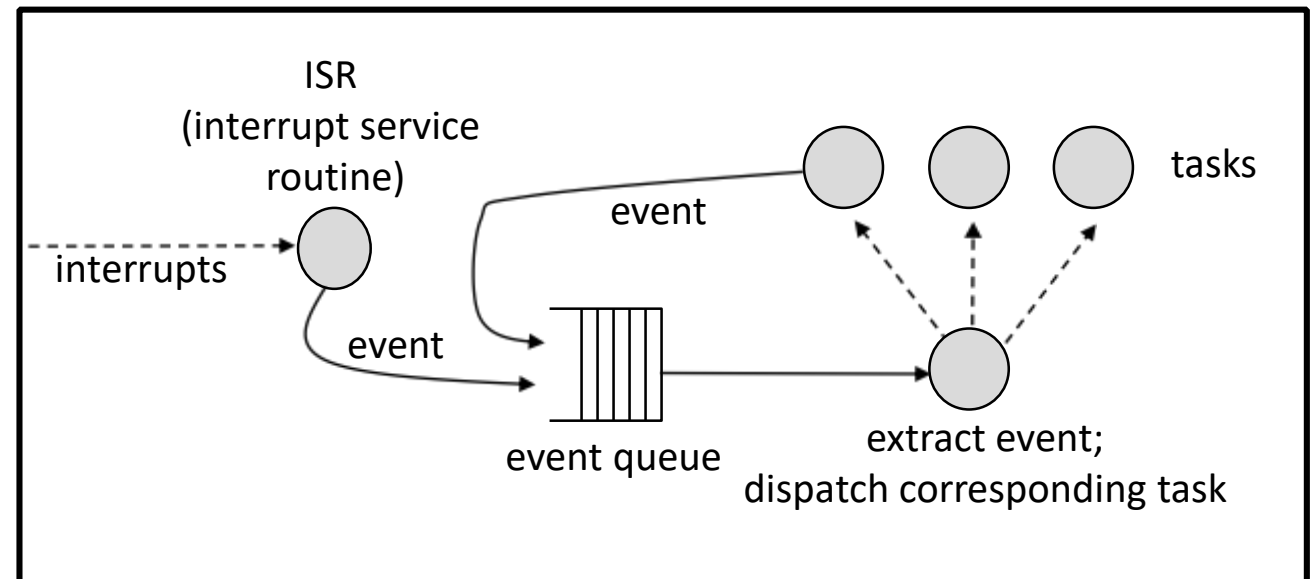 ISR
(interrupt service
routine)
tasks
event
interrupts
event
event queue
extract event;
dispatch corresponding task